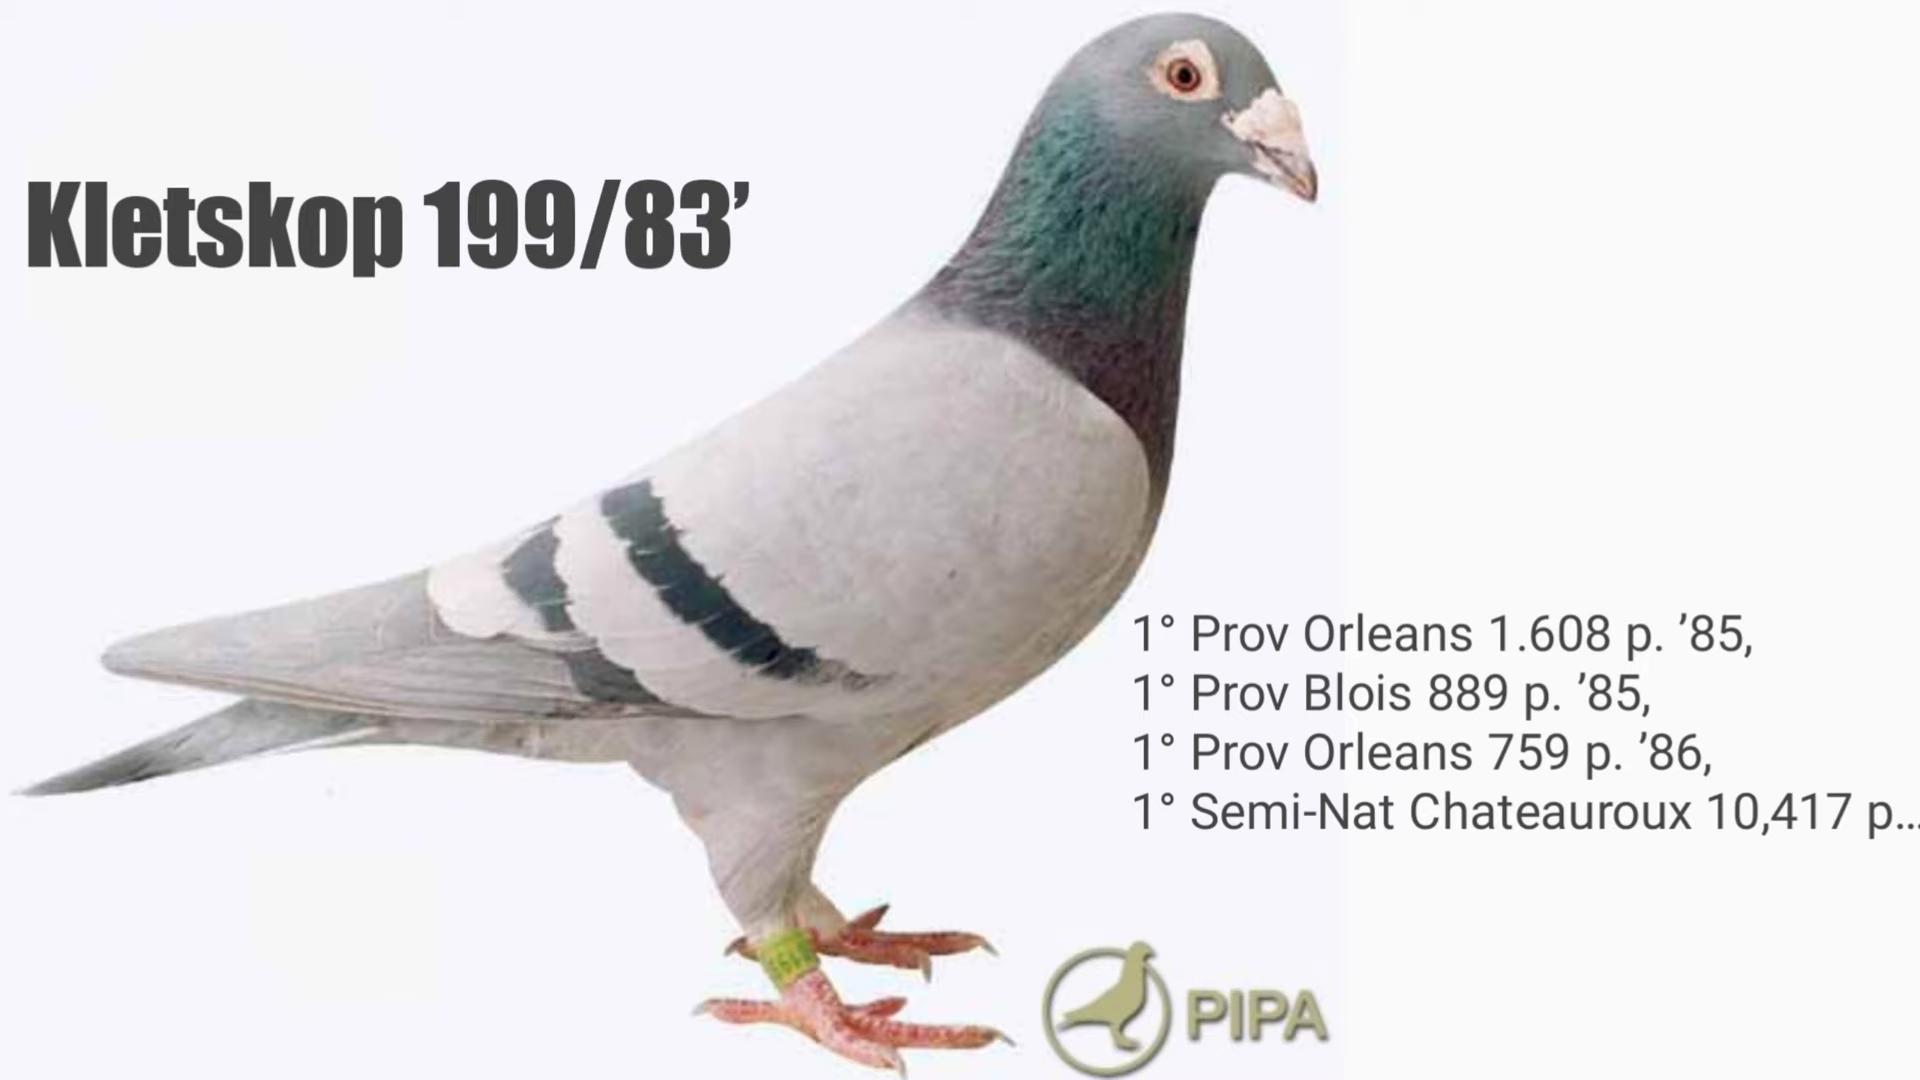 Kletskop 199/83’
1° Prov Orleans 1.608 p. ’85,
1° Prov Blois 889 p. ’85,
1° Prov Orleans 759 p. ’86,
1° Semi-Nat Chateauroux 10,417 p...
PIPA